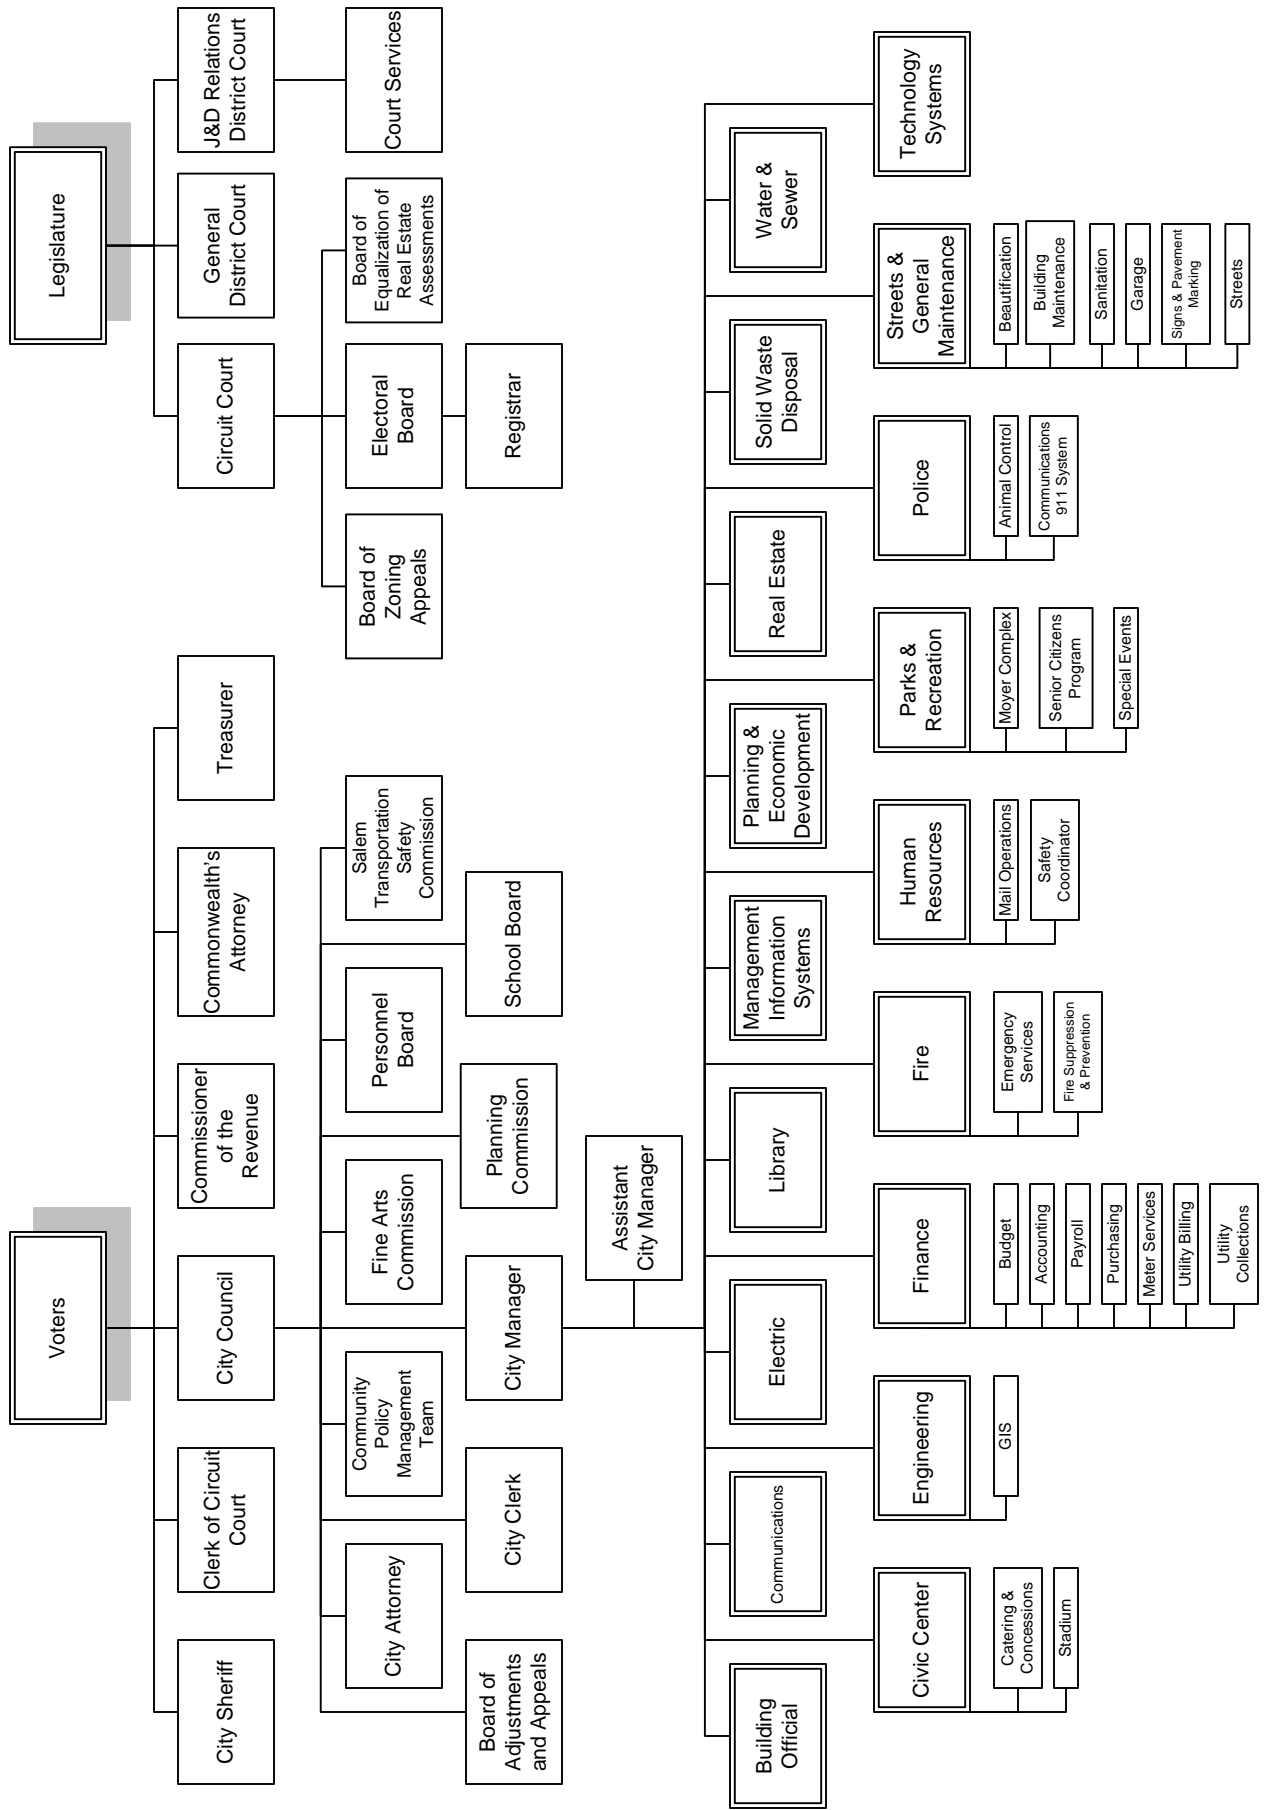 Voters
Legislature
City Sheriff
Clerk of Circuit
Court
City Council
Commissioner
of the
Revenue
Commonwealth's
Attorney
Treasurer
Circuit Court
General
District Court
J&D Relations
District Court
City Attorney
Community
Policy
Management
Team
Fine Arts
Commission
Personnel
Board
Salem
Transportation
Safety
Commission
Board of
Zoning
Appeals
Electoral
Board
Board of
Equalization of
Real Estate
Assessments
Court Services
Board of
Adjustments
and Appeals
City Clerk
City Manager
Planning
Commission
School Board
Registrar
Assistant
City Manager
Building
Official
Communications
Electric
Library
Management
Information
Systems
Planning &
Economic
Development
Real Estate
Solid Waste
Disposal
Water &
Sewer
Civic Center
Catering &
Concessions
Stadium
Engineering
GIS
Finance
Budget
Accounting
Payroll
Purchasing
Meter Services
Utility Billing
Utility
Collections
Fire
Emergency
Services
Fire Suppression
& Prevention
Human
Resources
Mail Operations
Safety
Coordinator
Parks &
Recreation
Moyer Complex
Senior Citizens
Program
Special Events
Police
Animal Control
Communications
911 System
Streets &
General
Maintenance
Beautification
Building
Maintenance
Sanitation
Garage
Signs & Pavement
Marking
Streets
Technology
Systems